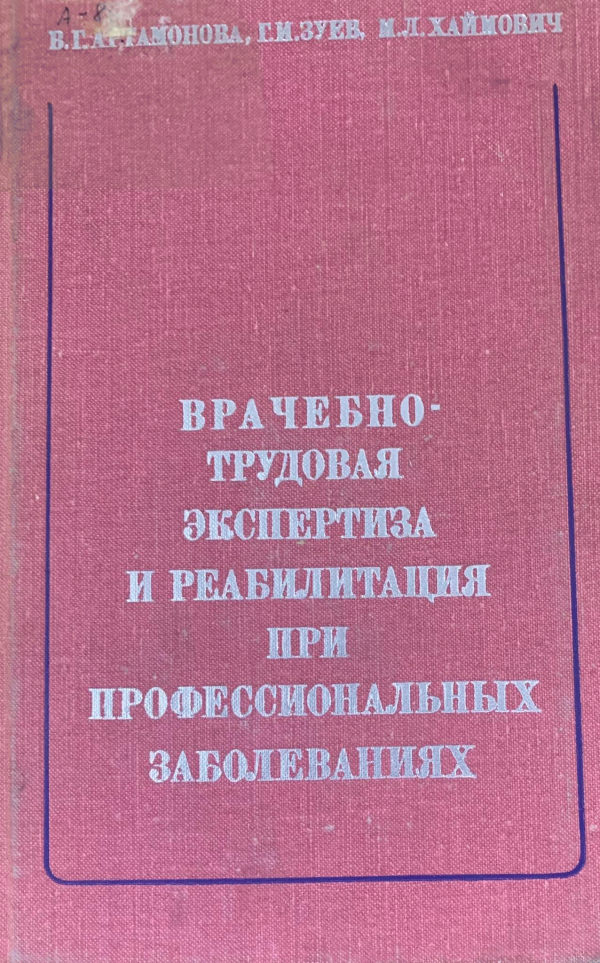 А-8
В.Г.АРТАМОНОВА, Г.М.ЗУЕВ, М.Л.ХАЙМОВИЧ
ВРАЧЕБНО-
ТРУДОВАЯ
ЭКСПЕРТИЗА
И РЕАБИЛИТАЦИЯ
ПРИ
ПРОФЕССИОНАЛЬНЫХ
ЗАБОЛЕВАНИЯХ